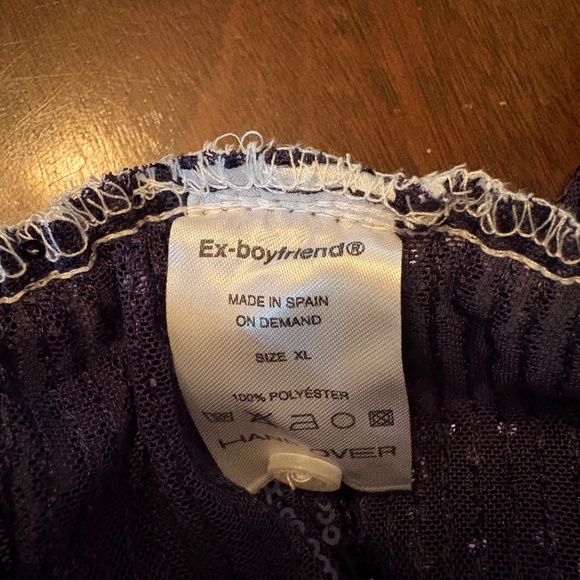 Ex-boyfriend®
MADE IN SPAIN
ON DEMAND
SIZE XL
100% POLYÉSTER
HAND OVER